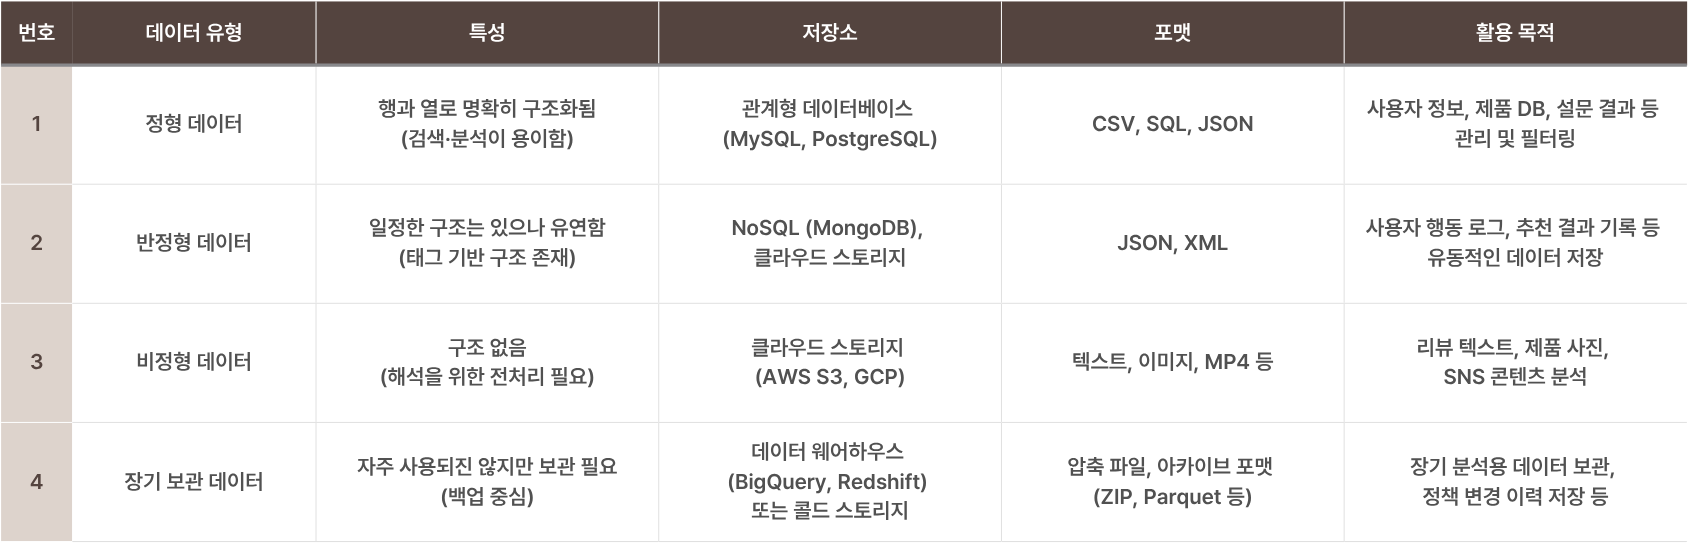 번호 데이터 유형 특성 저장소 포맷 활용 목적
1 정형 데이터
행과 열로 명확히 구조화됨
(검색·분석이 용이함)
관계형 데이터베이스
(MySQL, PostgreSQL)
CSV, SQL, JSON
사용자 정보, 제품 DB, 설문 결과 등
관리 및 필터링
2 반정형 데이터
일정한 구조는 있으나 유연함
(태그 기반 구조 존재)
NoSQL (MongoDB),
클라우드 스토리지
JSON, XML
사용자 행동 로그, 추천 결과 기록 등
유동적인 데이터 저장
3 비정형 데이터
구조 없음
(해석을 위한 전처리 필요)
클라우드 스토리지
(AWS S3, GCP)
텍스트, 이미지, MP4 등
리뷰 텍스트, 제품 사진,
SNS 콘텐츠 분석
4 장기 보관 데이터
자주 사용되진 않지만 보관 필요
(백업 중심)
데이터 웨어하우스
(BigQuery, Redshift)
또는 콜드 스토리지
압축 파일, 아카이브 포맷
(ZIP, Parquet 등)
장기 분석용 데이터 보관,
정책 변경 이력 저장 등